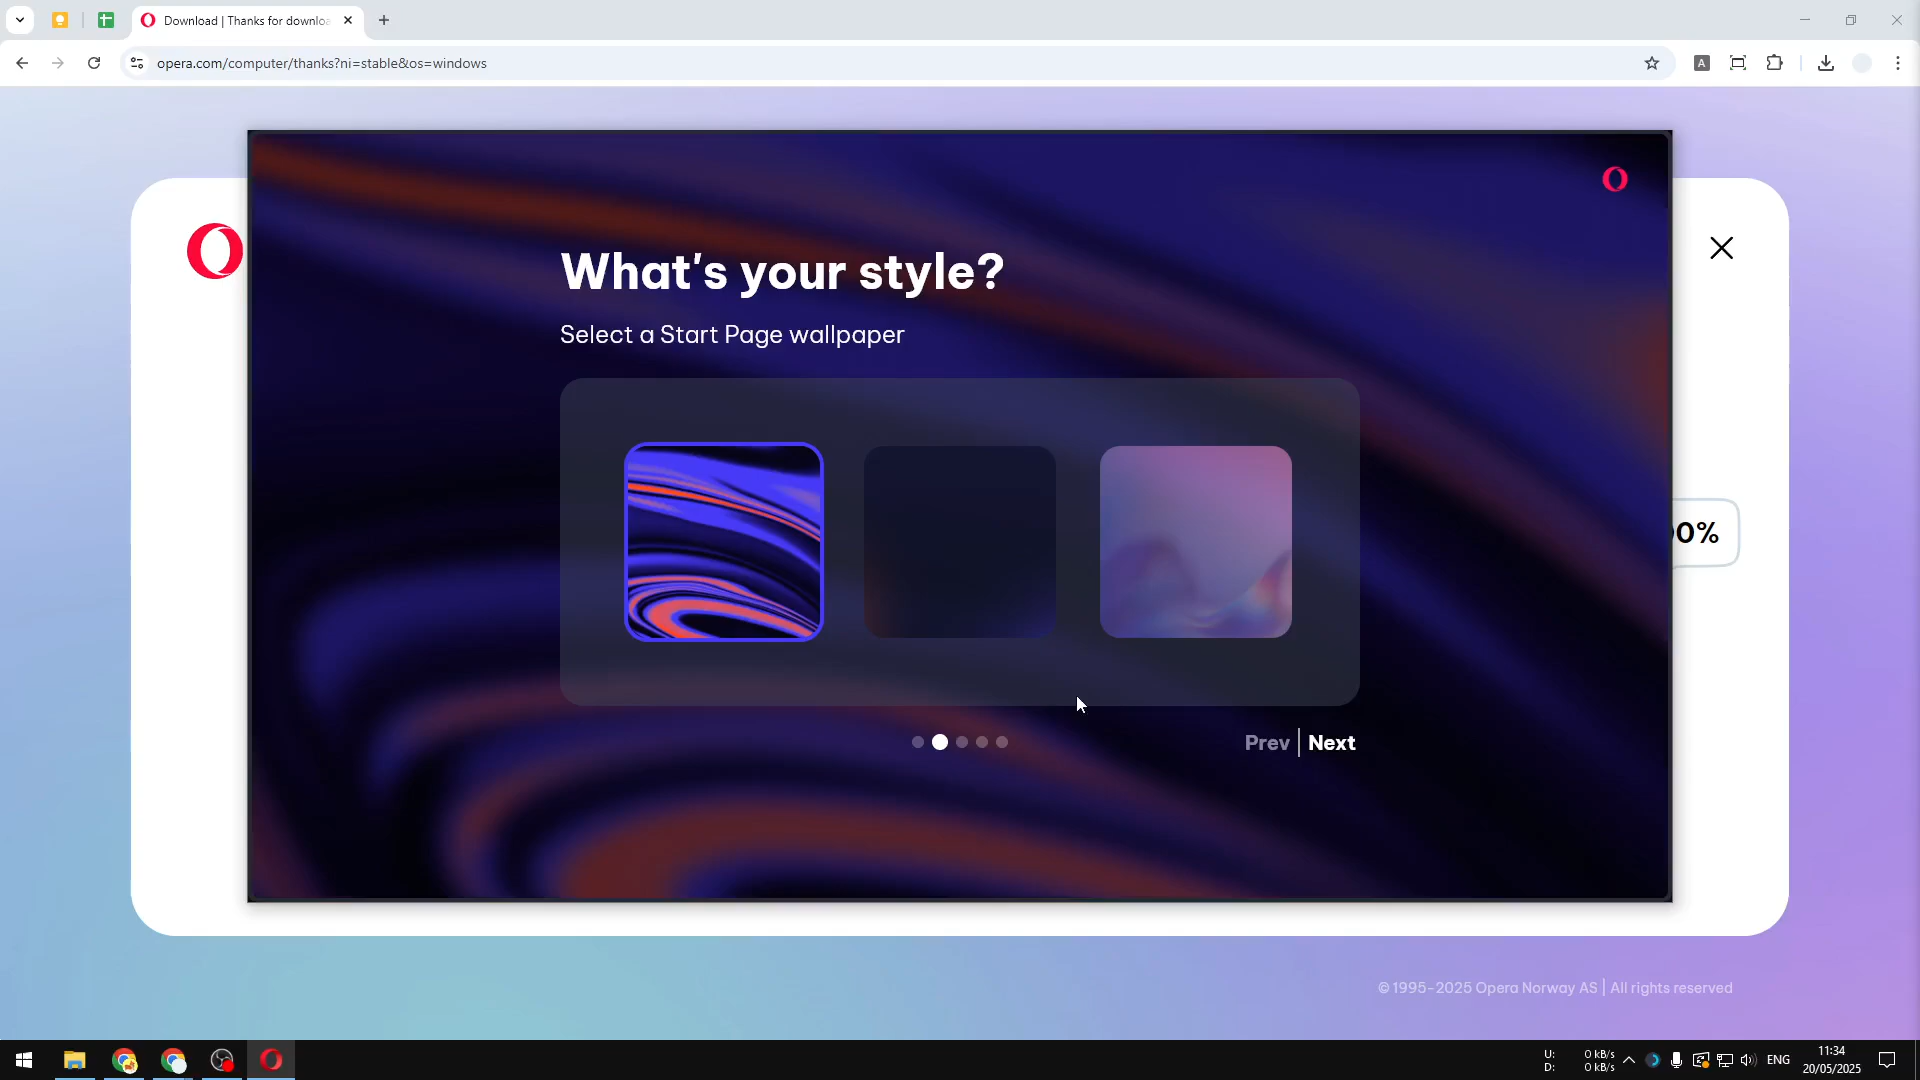 Download | Thanks for downloa
opera.com/computer/thanks?ni=stable&os=windows
A
What's your style?
Select a Start Page wallpaper
00%
Prev | Next
© 1995-2025 Opera Norway AS | All rights reserved
U: 0 kB/s
D: 0 kB/s
ENG
11:34
20/05/2025